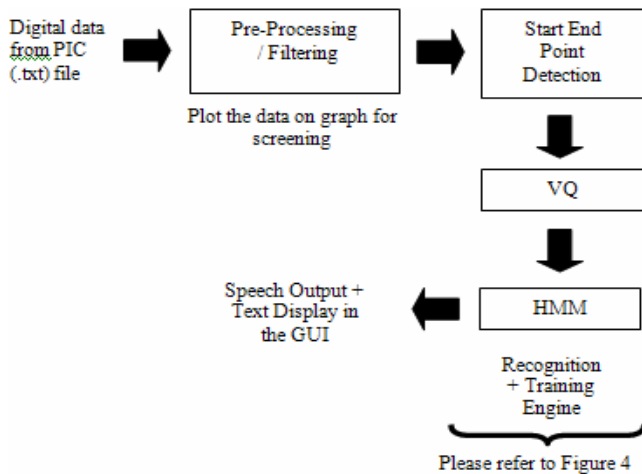 Digital data
from PIC
(.txt) file
Pre-Processing
/ Filtering
Start End
Point
Detection
Plot the data on graph for
screening
VQ
HMM
Speech Output +
Text Display in
the GUI
Recognition
+ Training
Engine
Please refer to Figure 4